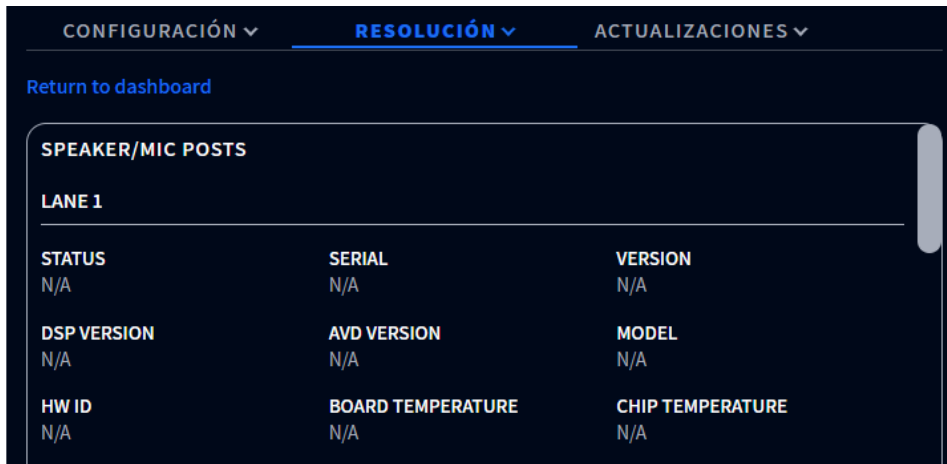 CONFIGURACIÓN RESOLUCIÓN ACTUALIZACIONES
Return to dashboard
SPEAKER/MIC POSTS
LANE 1
STATUS SERIAL VERSION
N/A N/A N/A
DSP VERSION AVD VERSION MODEL
N/A N/A N/A
HW ID BOARD TEMPERATURE CHIP TEMPERATURE
N/A N/A N/A